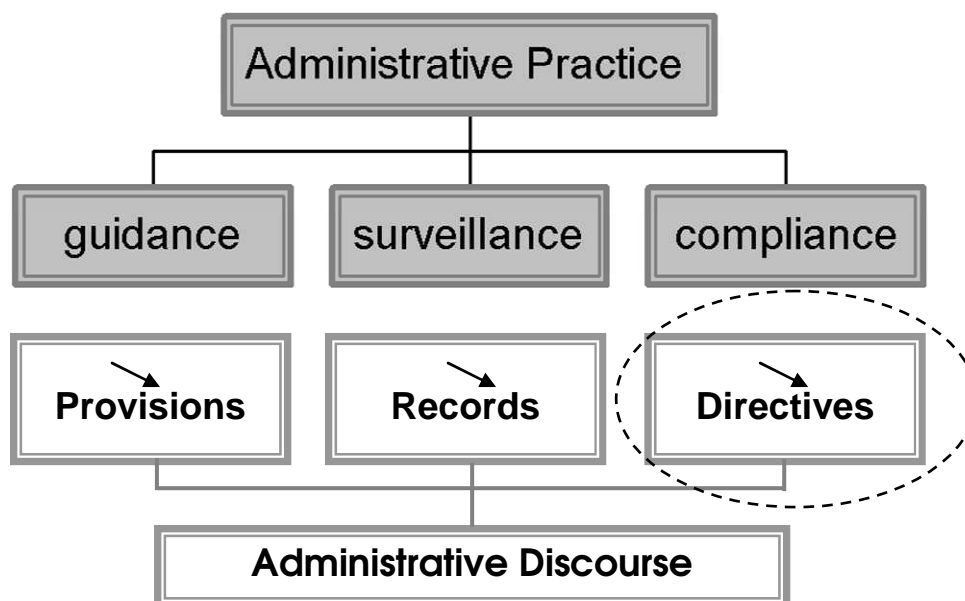 Administrative Practice
guidance
surveillance
compliance
Provisions
Records
Directives
Administrative Discourse